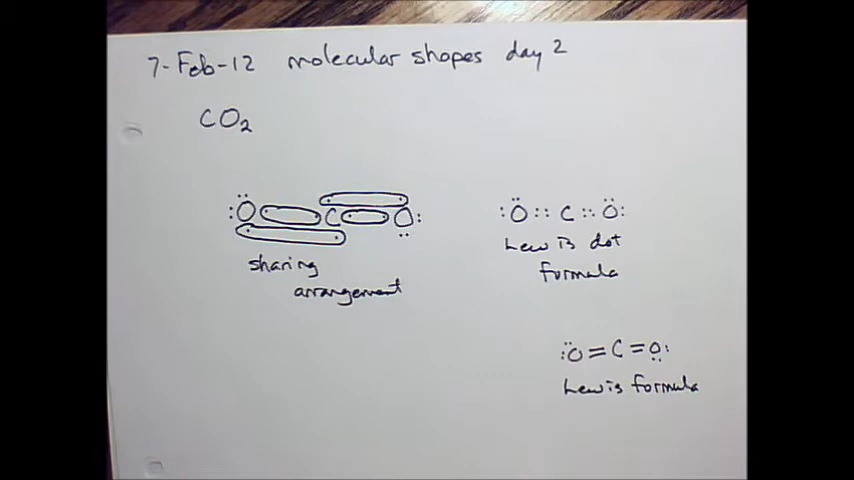 7-Feb-12 molecular shapes day 2
CO₂
:Ö C O:
sharing
arrangement
:Ö :: C :: Ö:
Lewis dot
formula
:Ö = C = O:
Lewis formula